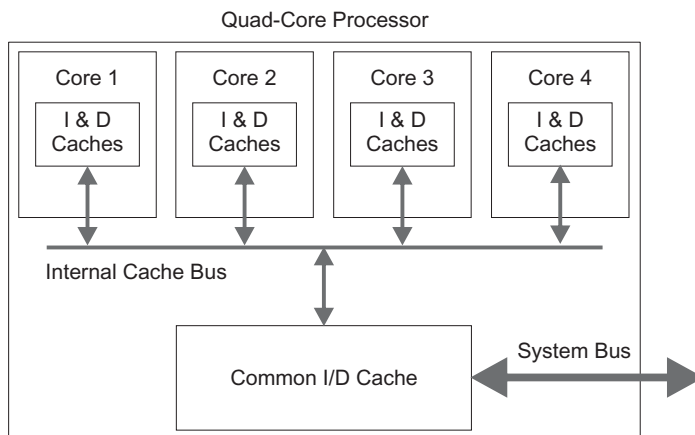 Quad-Core Processor
Core 1
I & D
Caches
Core 2
I & D
Caches
Core 3
I & D
Caches
Core 4
I & D
Caches
Internal Cache Bus
Common I/D Cache
System Bus